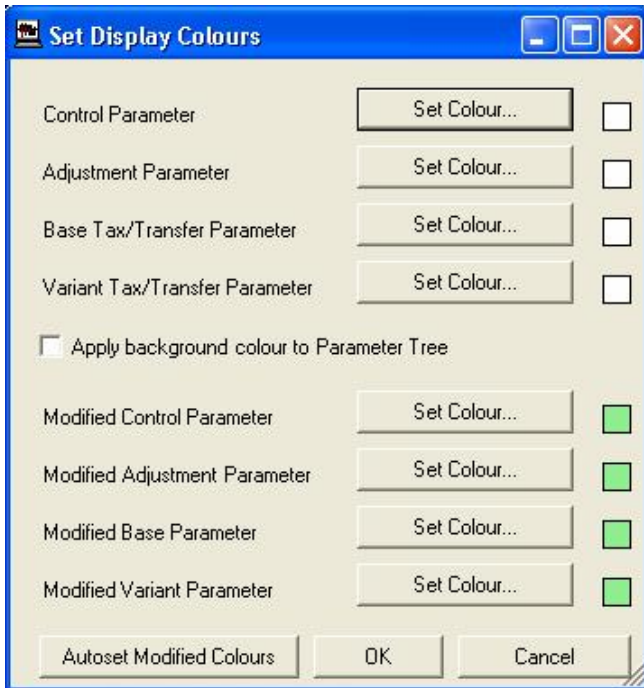 Set Display Colours
Control Parameter Set Colour...
Adjustment Parameter Set Colour...
Base Tax/Transfer Parameter Set Colour...
Variant Tax/Transfer Parameter Set Colour...
Apply background colour to Parameter Tree
Modified Control Parameter Set Colour...
Modified Adjustment Parameter Set Colour...
Modified Base Parameter Set Colour...
Modified Variant Parameter Set Colour...
Autoset Modified Colours OK Cancel